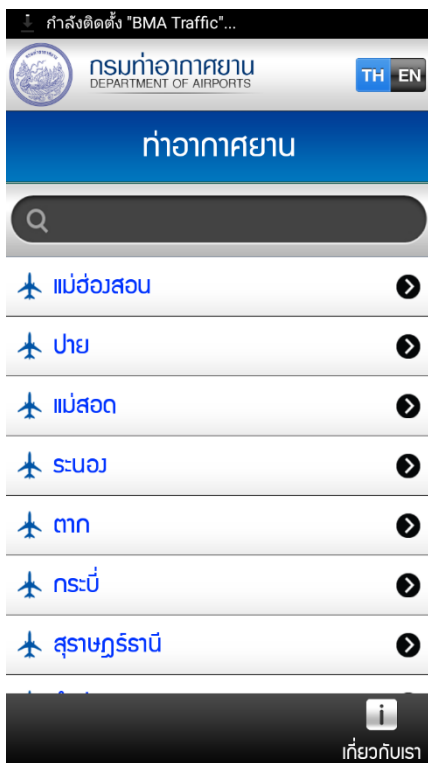 กำลังติดตั้ง "BMA Traffic"...
กรมท่าอากาศยาน
DEPARTMENT OF AIRPORTS
TH EN
ท่าอากาศยาน
แม่ฮ่องสอน
ปาย
แม่สอด
ระนอง
ตาก
กระบี่
สุราษฎร์ธานี
เกี่ยวกับเรา